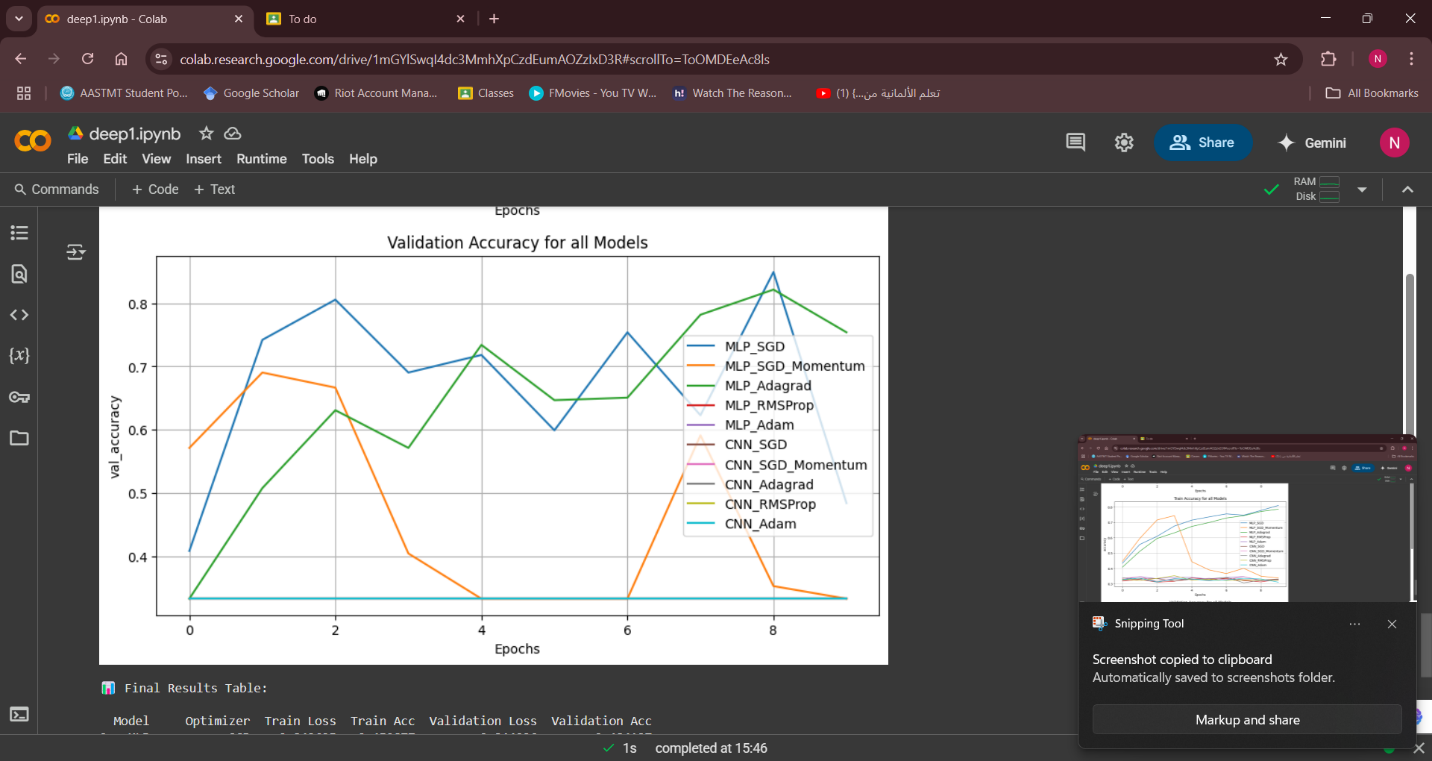 deep1.ipynb - Colab
To do
colab.research.google.com/drive/1mGYlSwqI4dc3MmhXpCzdEumAOZzIxD3R#scrollTo=ToOMDEeAc8ls
N
AASTMT Student Po...
Google Scholar
Riot Account Mana...
Classes
FMovies - You TV W...
h! Watch The Reason...
(1) تعلم الألمانية من...}
All Bookmarks
deep1.ipynb
File Edit View Insert Runtime Tools Help
Share
Gemini
N
Commands + Code + Text
RAM
Disk
Epochs
Validation Accuracy for all Models
val_accuracy
0.8
0.7
0.6
0.5
0.4
MLP_SGD
MLP_SGD_Momentum
MLP_Adagrad
MLP_RMSProp
MLP_Adam
CNN_SGD
CNN_SGD_Momentum
CNN_Adagrad
CNN_RMSProp
CNN_Adam
0 2 4 6 8
Epochs
Final Results Table:
Model Optimizer Train Loss Train Acc Validation Loss Validation Acc
1s completed at 15:46
Train Accuracy for all Models
Snipping Tool
Screenshot copied to clipboard
Automatically saved to screenshots folder.
Markup and share